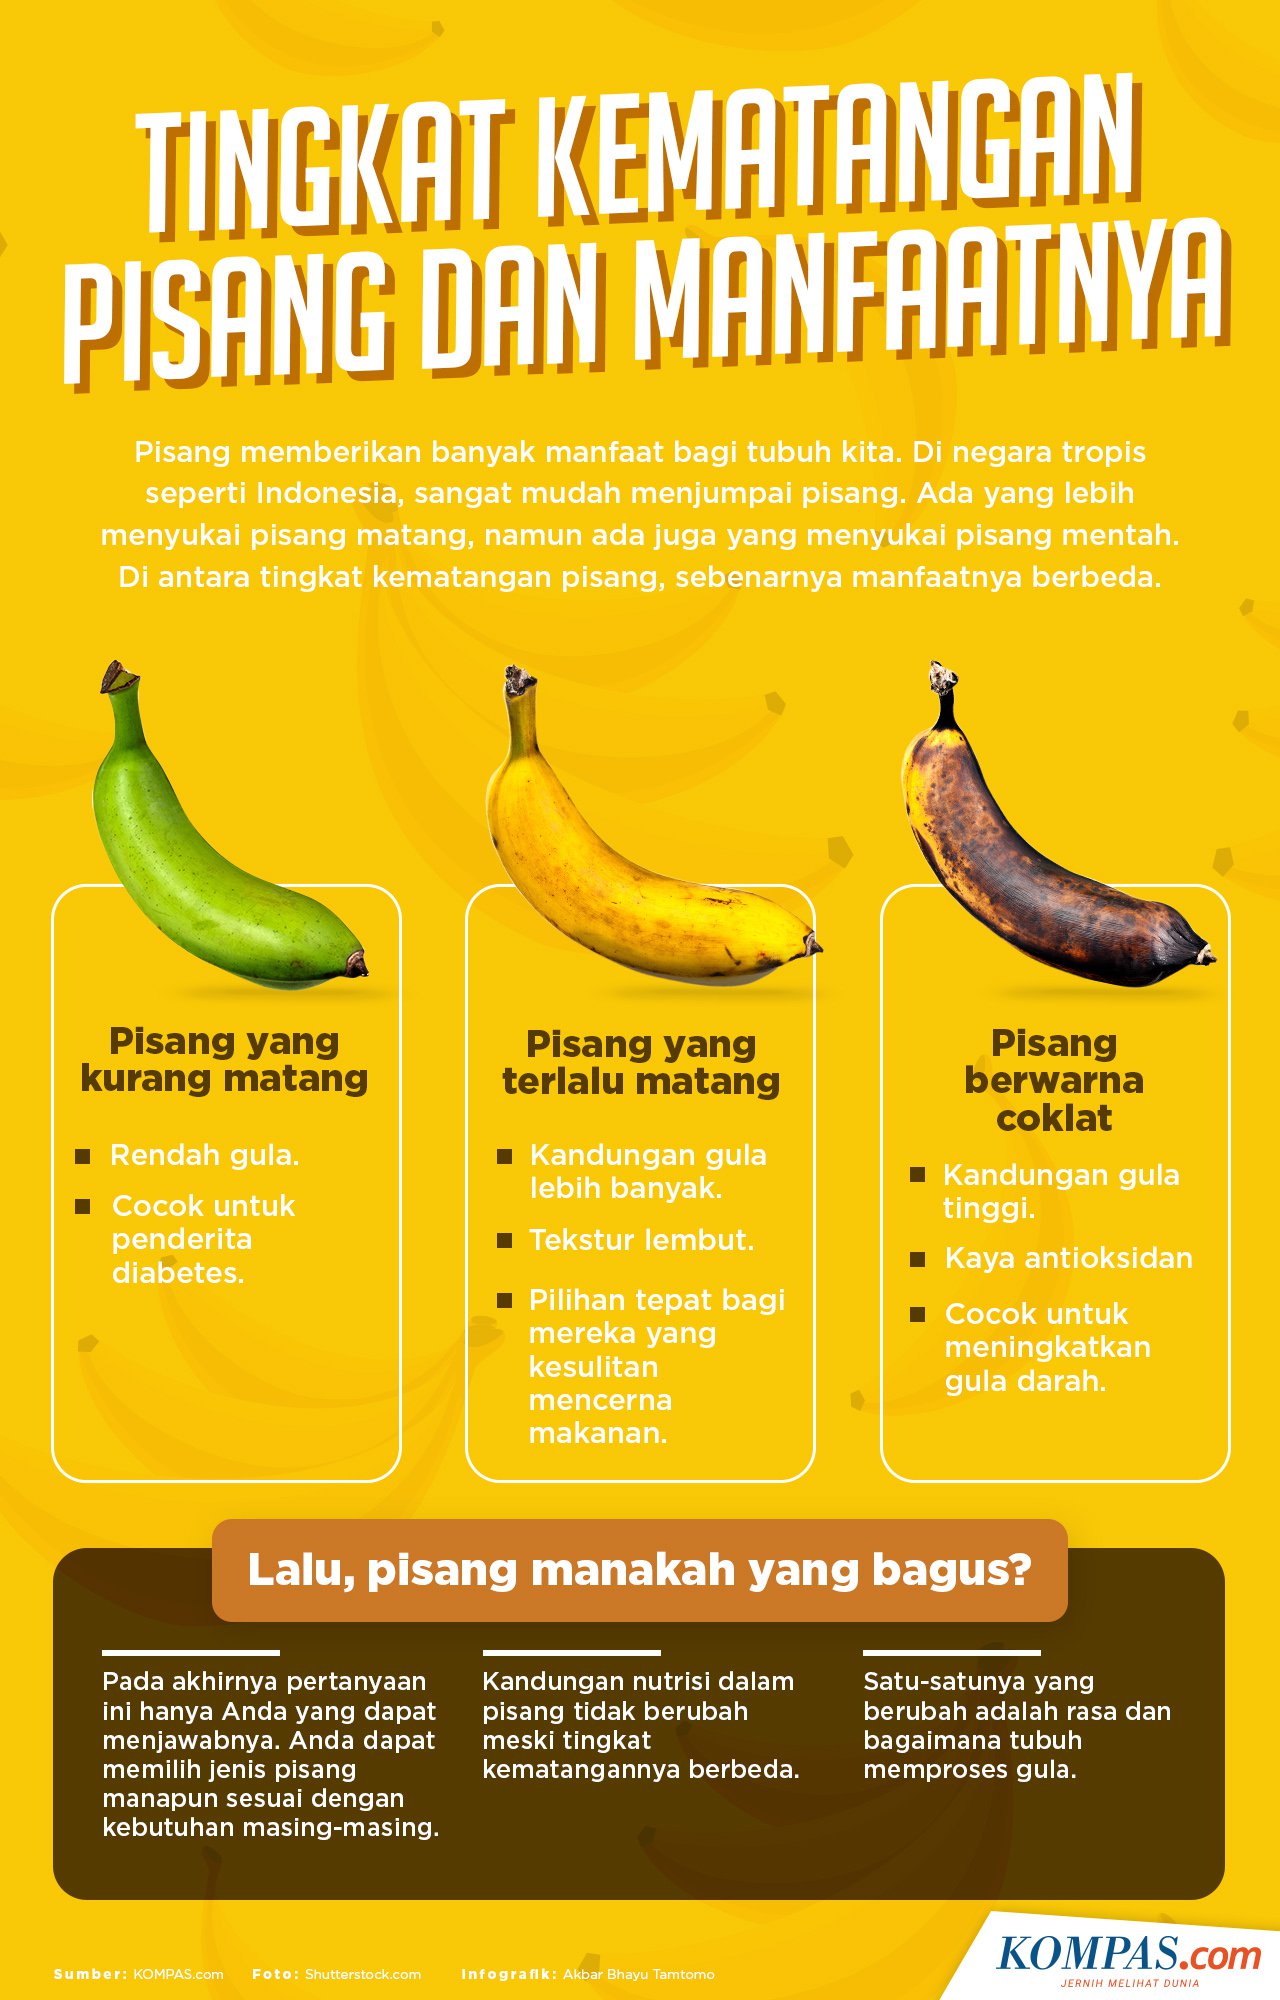 TINGKAT KEMATANGAN
PISANG DAN MANFAATNYA
Pisang memberikan banyak manfaat bagi tubuh kita. Di negara tropis
seperti Indonesia, sangat mudah menjumpai pisang. Ada yang lebih
menyukai pisang matang, namun ada juga yang menyukai pisang mentah.
Di antara tingkat kematangan pisang, sebenarnya manfaatnya berbeda.
Pisang yang
kurang matang
Rendah gula.
Cocok untuk
penderita
diabetes.
Pisang yang
terlalu matang
Kandungan gula
lebih banyak.
Tekstur lembut.
Pilihan tepat bagi
mereka yang
kesulitan
mencerna
makanan.
Pisang
berwarna
coklat
Kandungan gula
tinggi.
Kaya antioksidan
Cocok untuk
meningkatkan
gula darah.
Lalu, pisang manakah yang bagus?
Pada akhirnya pertanyaan
ini hanya Anda yang dapat
menjawabnya. Anda dapat
memilih jenis pisang
manapun sesuai dengan
kebutuhan masing-masing.
Kandungan nutrisi dalam
pisang tidak berubah
meski tingkat
kematangannya berbeda.
Satu-satunya yang
berubah adalah rasa dan
bagaimana tubuh
memproses gula.
Sumber: KOMPAS.com Foto: Shutterstock.com Infografik: Akbar Bhayu Tamtomo
KOMPAS.com
JERNIH MELIHAT DUNIA